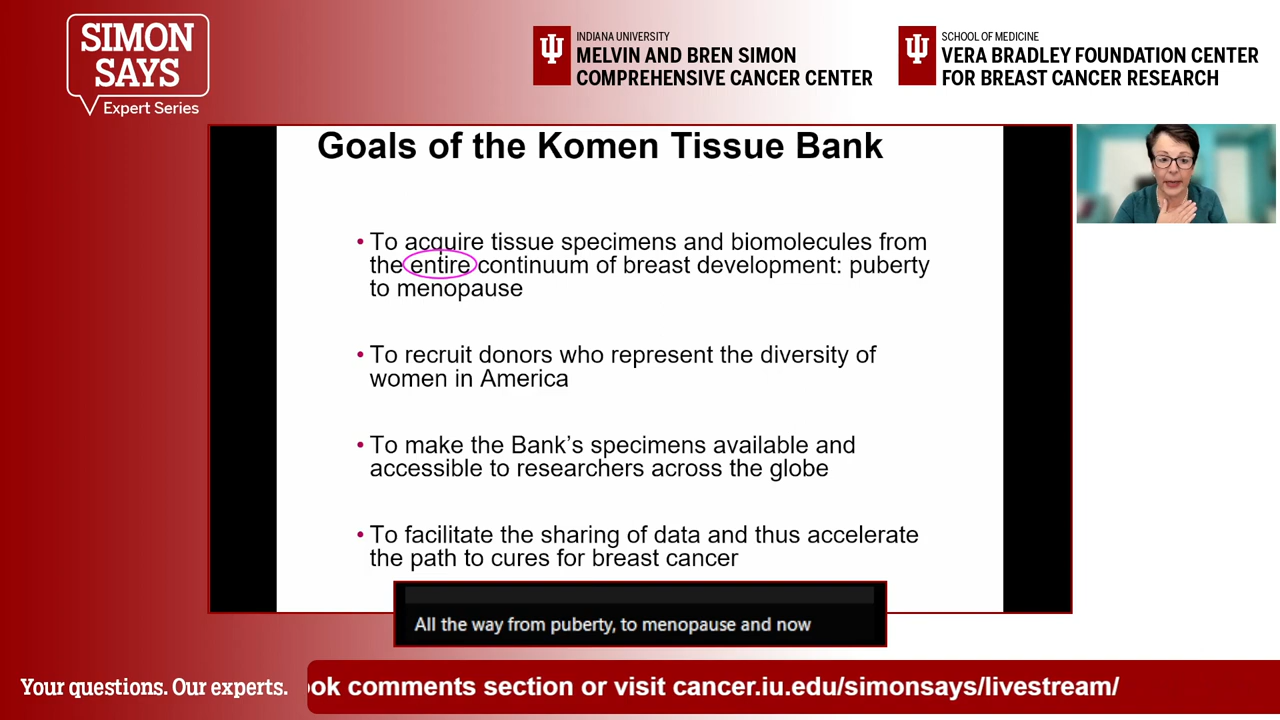 SIMON
SAYS
Expert Series
INDIANA UNIVERSITY
MELVIN AND BREN SIMON
COMPREHENSIVE CANCER CENTER
SCHOOL OF MEDICINE
VERA BRADLEY FOUNDATION CENTER
FOR BREAST CANCER RESEARCH
Goals of the Komen Tissue Bank
• To acquire tissue specimens and biomolecules from
the entire continuum of breast development: puberty
to menopause
• To recruit donors who represent the diversity of
women in America
• To make the Bank's specimens available and
accessible to researchers across the globe
• To facilitate the sharing of data and thus accelerate
the path to cures for breast cancer
All the way from puberty, to menopause and now
Your questions. Our experts.
ook comments section or visit cancer.iu.edu/simonsays/livestream/